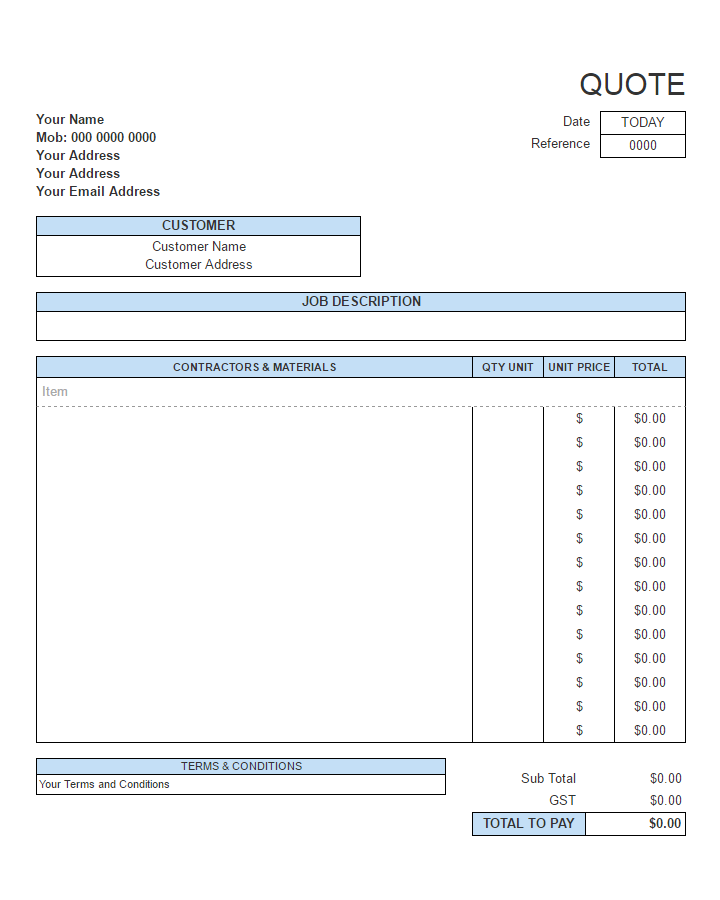 QUOTE
Your Name
Date TODAY
Mob: 000 0000 0000
Reference 0000
Your Address
Your Address
Your Email Address
CUSTOMER
Customer Name
Customer Address
JOB DESCRIPTION
CONTRACTORS & MATERIALS QTY UNIT UNIT PRICE TOTAL
Item
$ $0.00
$ $0.00
$ $0.00
$ $0.00
$ $0.00
$ $0.00
$ $0.00
$ $0.00
$ $0.00
$ $0.00
$ $0.00
$ $0.00
$ $0.00
$ $0.00
TERMS & CONDITIONS
Your Terms and Conditions
Sub Total $0.00
GST $0.00
TOTAL TO PAY $0.00